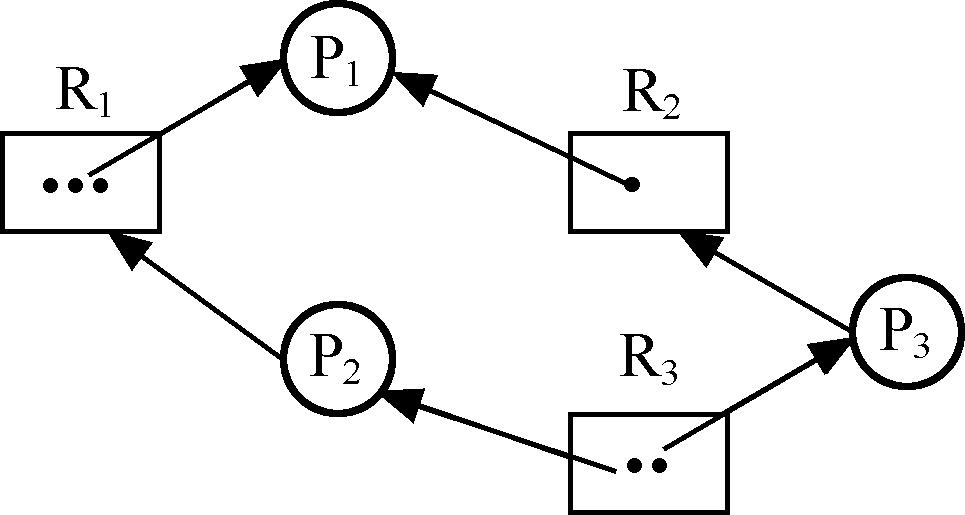 P₁
R₁
R₂
P₂
R₃
P₃